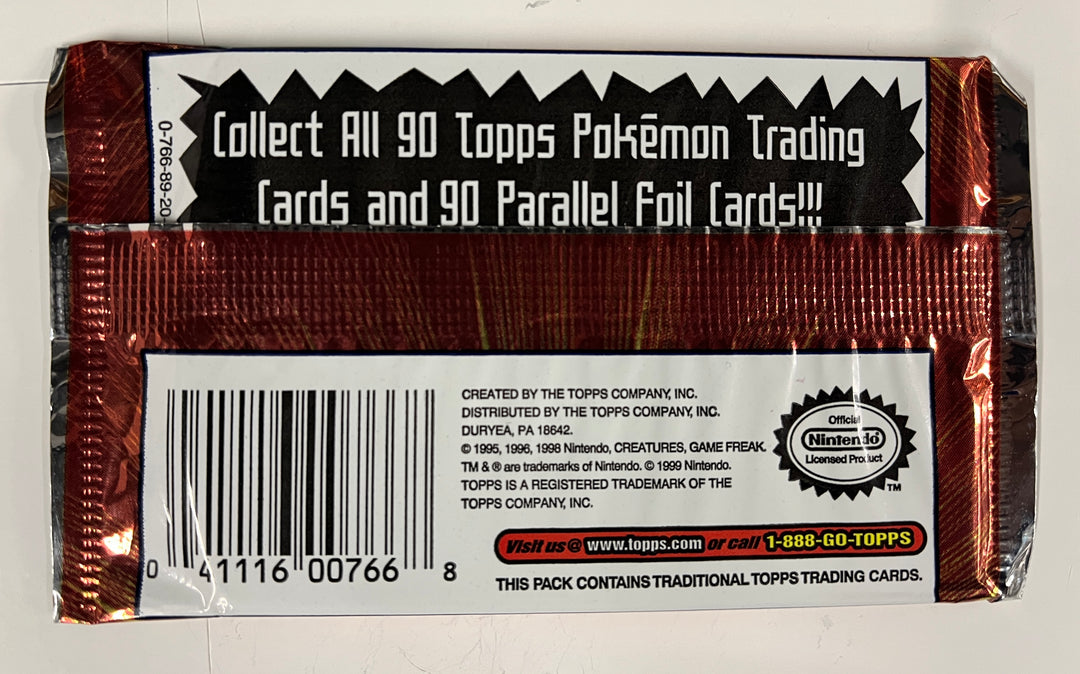 Collect All 90 Topps Pokémon Trading
Cards and 90 Parallel Foil Cards!!!
0-766-89-20-
CREATED BY THE TOPPS COMPANY, INC.
DISTRIBUTED BY THE TOPPS COMPANY, INC.
DURYEA, PA 18642.
© 1995, 1996, 1998 Nintendo, CREATURES, GAME FREAK.
TM & ® are trademarks of Nintendo. © 1999 Nintendo.
TOPPS IS A REGISTERED TRADEMARK OF THE
TOPPS COMPANY, INC.
Official
Nintendo®
Licensed Product
TM
Visit us @ www.topps.com or call 1-888-GO-TOPPS
THIS PACK CONTAINS TRADITIONAL TOPPS TRADING CARDS.
0 41116 00766 8